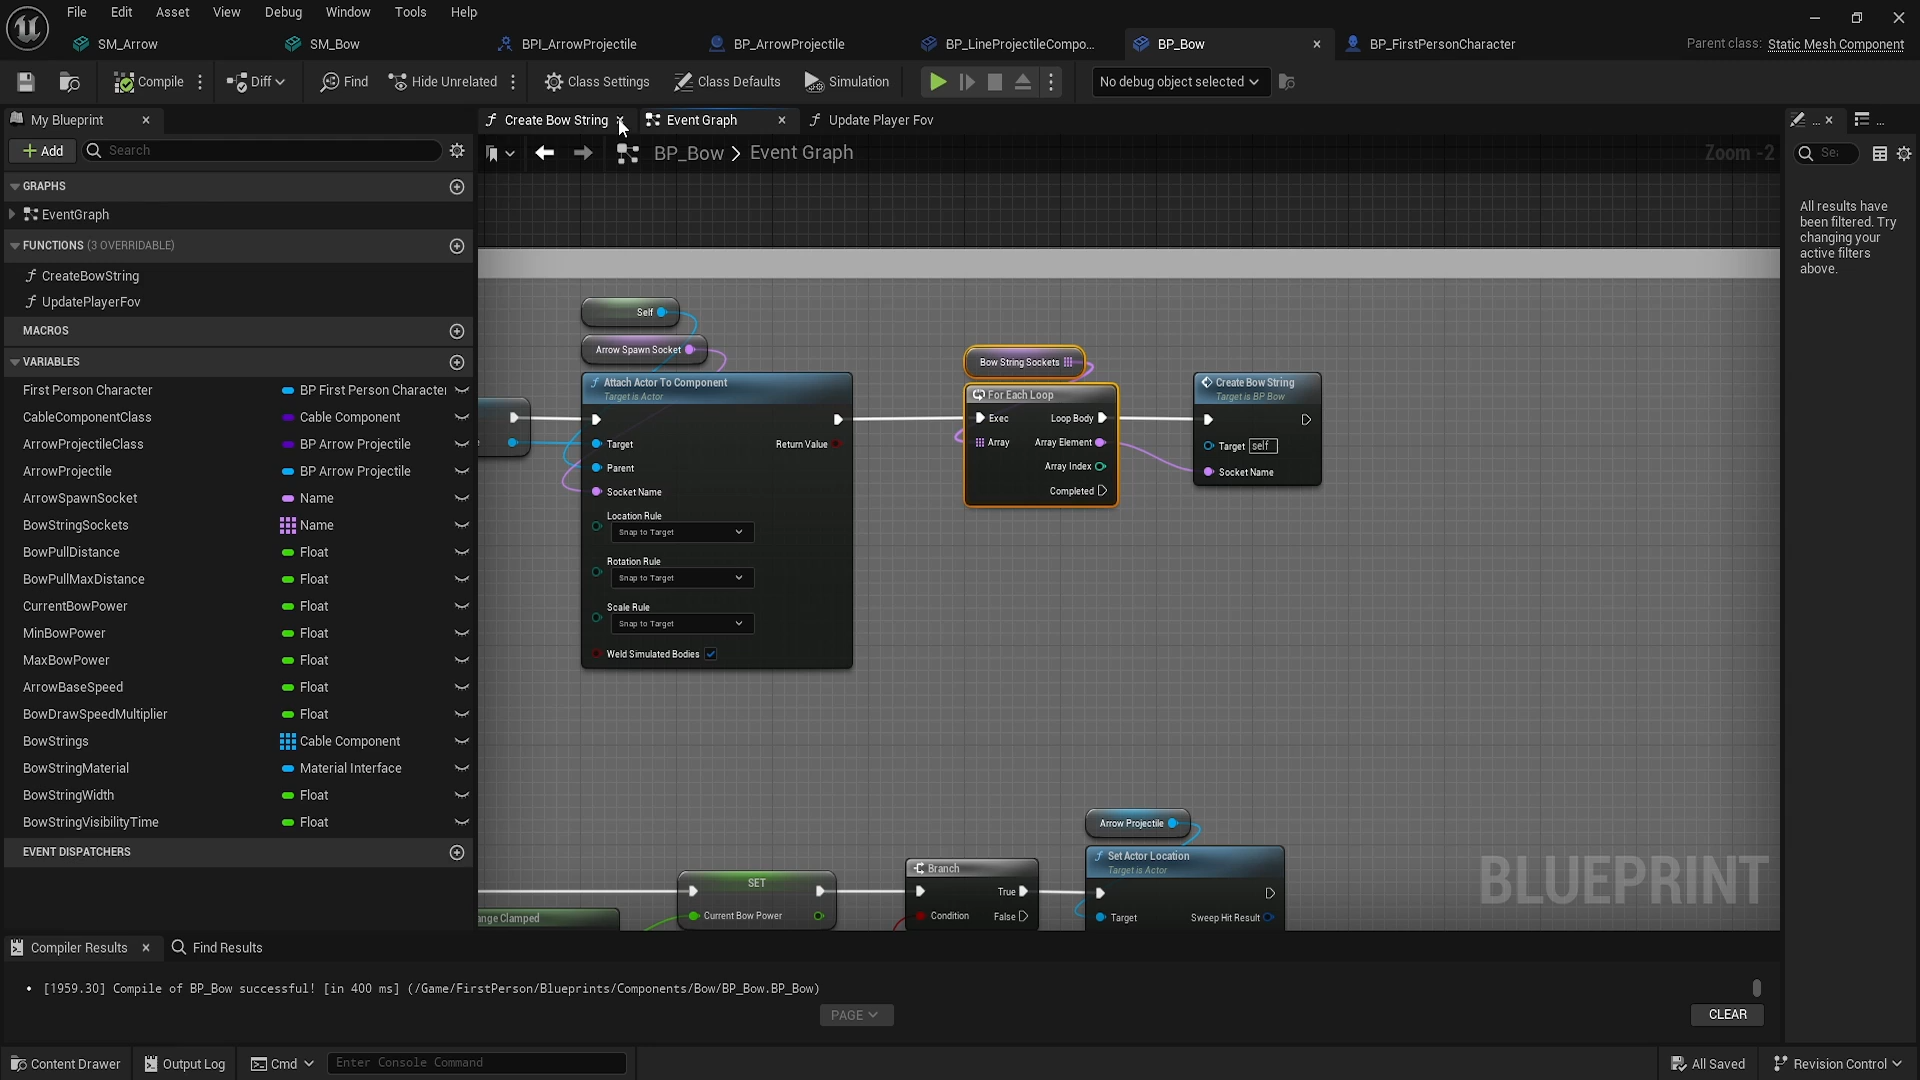 File Edit View Asset Debug Window Tools Help
SM_Arrow
SM_Bow
BPI_ArrowProjectile
BP_ArrowProjectile
BP_LineProjectileCompo...
BP_Bow
BP_FirstPersonCharacter
Parent class: Static Mesh Component
Compile
Diff
Find
Hide Unrelated
Class Settings
Class Defaults
Simulation
No debug object selected
My Blueprint
Create Bow String
Event Graph
Update Player Fov
...
...
Add
Search
BP_Bow > Event Graph
Zoom -2
GRAPHS
EventGraph
FUNCTIONS (3 OVERRIDABLE)
CreateBowString
UpdatePlayerFov
MACROS
VARIABLES
First Person Character BP First Person Character
CableComponentClass Cable Component
ArrowProjectileClass BP Arrow Projectile
ArrowProjectile BP Arrow Projectile
ArrowSpawnSocket Name
BowStringSockets Name
BowPullDistance Float
BowPullMaxDistance Float
CurrentBowPower Float
MinBowPower Float
MaxBowPower Float
ArrowBaseSpeed Float
BowDrawSpeedMultiplier Float
BowStrings Cable Component
BowStringMaterial Material Interface
BowStringWidth Float
BowStringVisibilityTime Float
EVENT DISPATCHERS
Self
Arrow Spawn Socket
Attach Actor To Component
Target is Actor
Target
Return Value
Parent
Socket Name
Location Rule
Snap to Target
Rotation Rule
Snap to Target
Scale Rule
Snap to Target
Weld Simulated Bodies
Bow String Sockets
For Each Loop
Exec Loop Body
Array Array Element
Array Index
Completed
Create Bow String
Target is BP Bow
Target self
Socket Name
SET
Current Bow Power
ange Clamped
Branch
True
Condition False
Arrow Projectile
Set Actor Location
Target is Actor
Target Sweep Hit Result
BLUEPRINT
All results have
been filtered. Try
changing your
active filters
above.
Compiler Results
Find Results
[1959.30] Compile of BP_Bow successful! [in 400 ms] (/Game/FirstPerson/Blueprints/Components/Bow/BP_Bow.BP_Bow)
PAGE
CLEAR
Content Drawer
Output Log
Cmd
Enter Console Command
All Saved
Revision Control